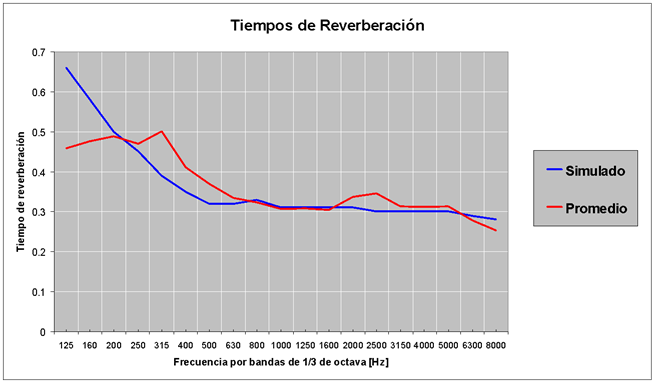 Tiempos de Reverberación
0.7
0.6
0.5
0.4
0.3
0.2
0.1
0
Tiempo de reverberación
125 160 200 250 315 400 500 630 800 1000 1250 1600 2000 2500 3150 4000 5000 6300 8000
Frecuencia por bandas de 1/3 de octava [Hz]
Simulado
Promedio